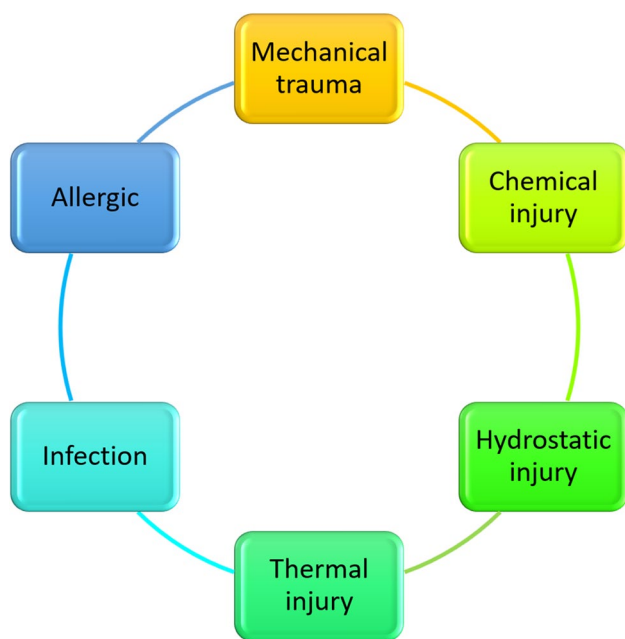 Mechanical
trauma
Chemical
injury
Hydrostatic
injury
Thermal
injury
Infection
Allergic